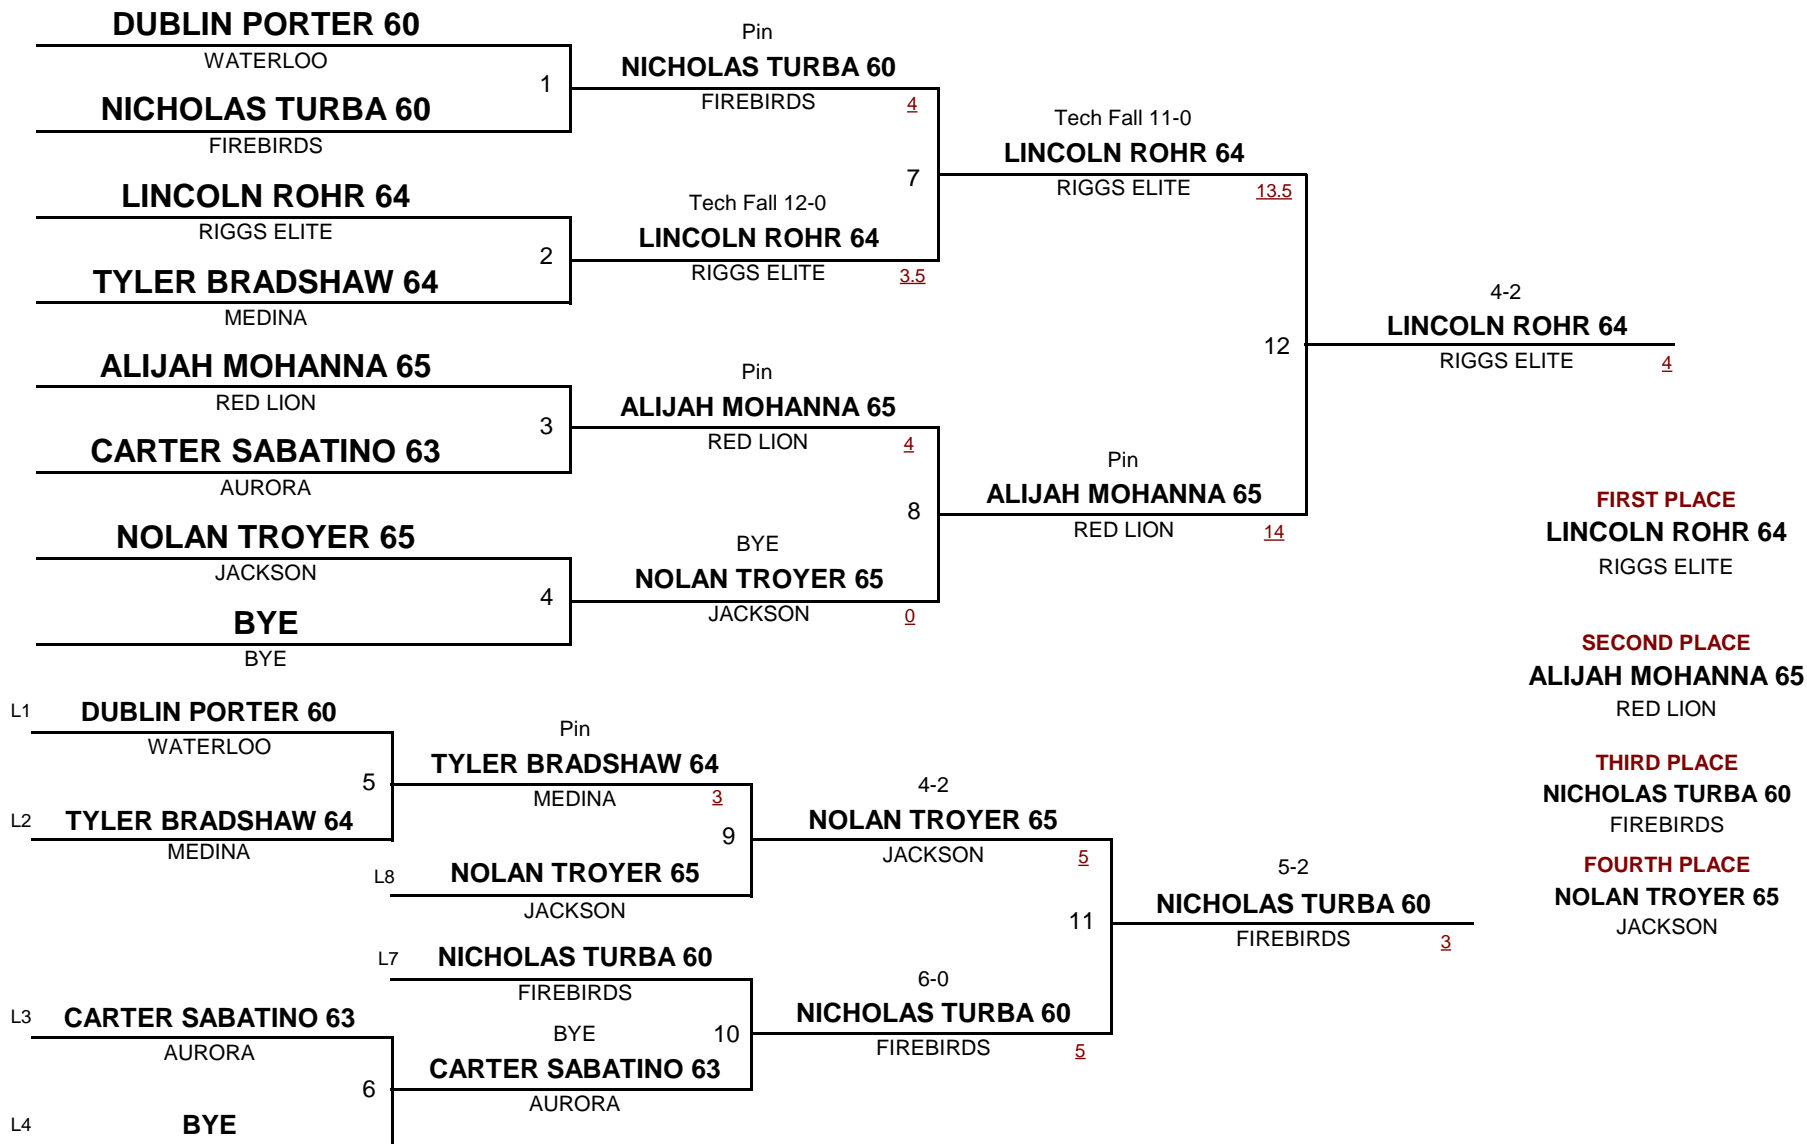 DUBLIN PORTER 60
WATERLOO
1
NICHOLAS TURBA 60
FIREBIRDS
Pin
NICHOLAS TURBA 60
FIREBIRDS
4
LINCOLN ROHR 64
RIGGS ELITE
2
TYLER BRADSHAW 64
MEDINA
Tech Fall 12-0
LINCOLN ROHR 64
RIGGS ELITE
3.5
7
Tech Fall 11-0
LINCOLN ROHR 64
RIGGS ELITE
13.5
ALIJAH MOHANNA 65
RED LION
3
CARTER SABATINO 63
AURORA
Pin
ALIJAH MOHANNA 65
RED LION
4
NOLAN TROYER 65
JACKSON
4
BYE
BYE
BYE
NOLAN TROYER 65
JACKSON
0
8
Pin
ALIJAH MOHANNA 65
RED LION
14
12
4-2
LINCOLN ROHR 64
RIGGS ELITE
4
FIRST PLACE
LINCOLN ROHR 64
RIGGS ELITE
SECOND PLACE
ALIJAH MOHANNA 65
RED LION
THIRD PLACE
NICHOLAS TURBA 60
FIREBIRDS
FOURTH PLACE
NOLAN TROYER 65
JACKSON
L1 DUBLIN PORTER 60
WATERLOO
5
L2 TYLER BRADSHAW 64
MEDINA
Pin
TYLER BRADSHAW 64
MEDINA
3
9
L8 NOLAN TROYER 65
JACKSON
4-2
NOLAN TROYER 65
JACKSON
5
L7 NICHOLAS TURBA 60
FIREBIRDS
10
L3 CARTER SABATINO 63
AURORA
6
L4 BYE
BYE
CARTER SABATINO 63
AURORA
6-0
NICHOLAS TURBA 60
FIREBIRDS
5
11
5-2
NICHOLAS TURBA 60
FIREBIRDS
3